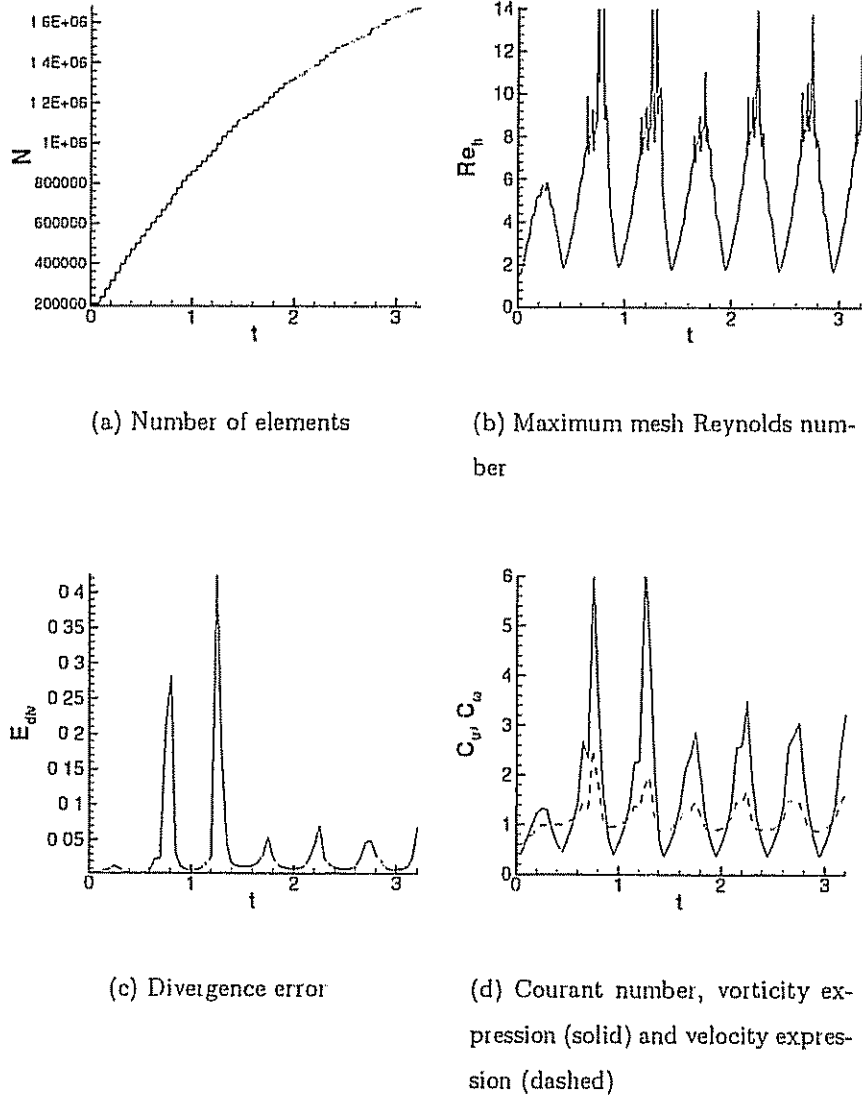 1 6E+06
1 4E+06
1 2E+06
1E+06
800000
600000
400000
200000
N
0 1 2 3
t
14
12
10
8
6
4
2
0
Re_h
0 1 2 3
t
(a) Number of elements
(b) Maximum mesh Reynolds num-
ber
0 4
0 35
0 3
0 25
0 2
0 15
0 1
0 05
E_div
0 1 2 3
t
6
5
4
3
2
1
0
C_u, C_ω
0 1 2 3
t
(c) Divergence error
(d) Courant number, vorticity ex-
pression (solid) and velocity expres-
sion (dashed)